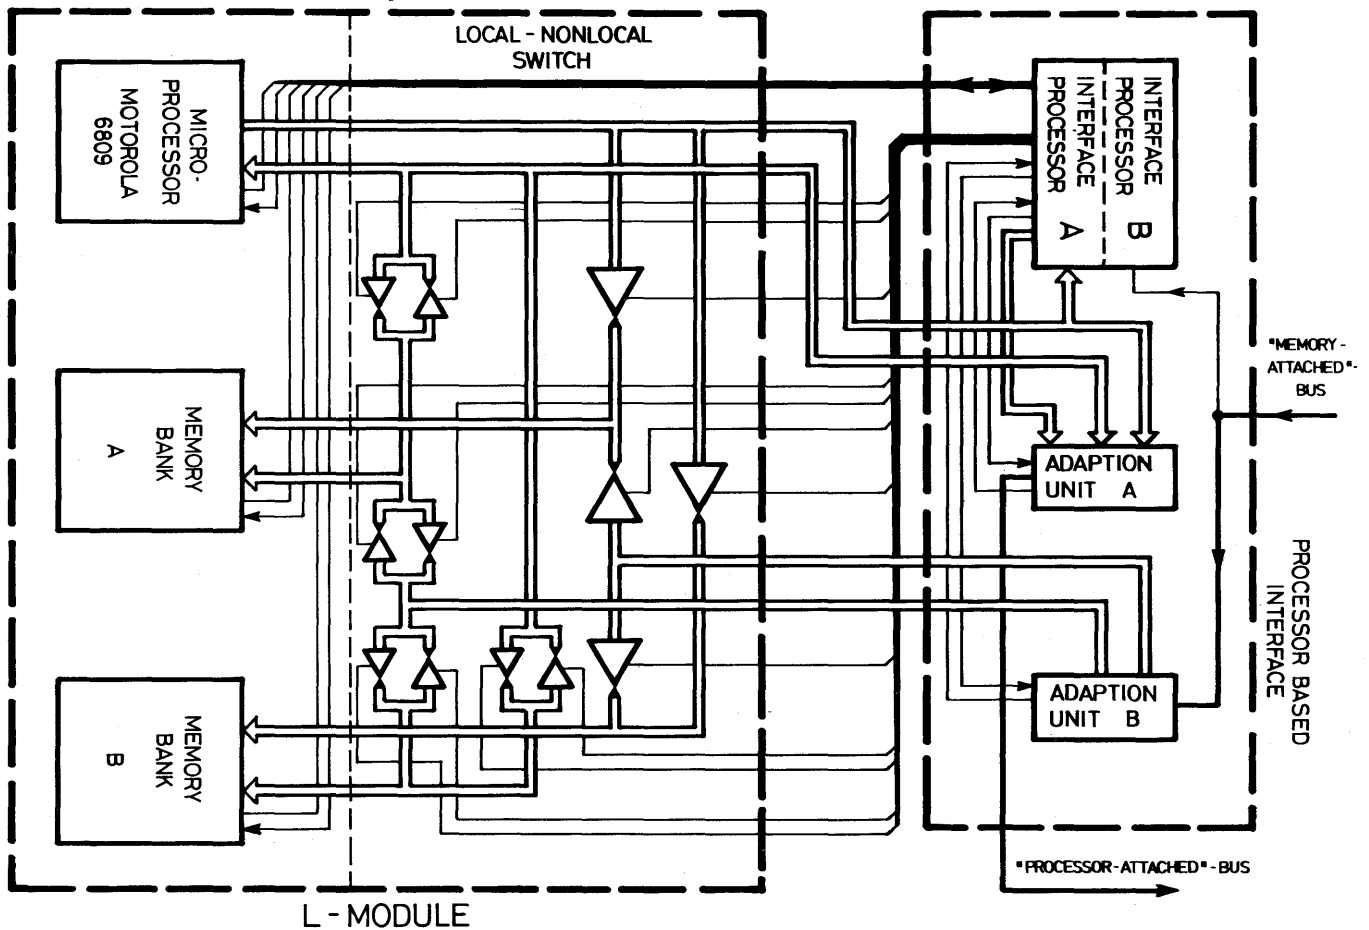 LOCAL - NONLOCAL
SWITCH
MICRO-
PROCESSOR
MOTOROLA
6809
MEMORY
BANK
A
MEMORY
BANK
B
L - MODULE
INTERFACE
PROCESSOR
B
INTERFACE
PROCESSOR
A
"MEMORY-
ATTACHED"-
BUS
ADAPTION
UNIT A
ADAPTION
UNIT B
PROCESSOR BASED
INTERFACE
"PROCESSOR-ATTACHED"-BUS